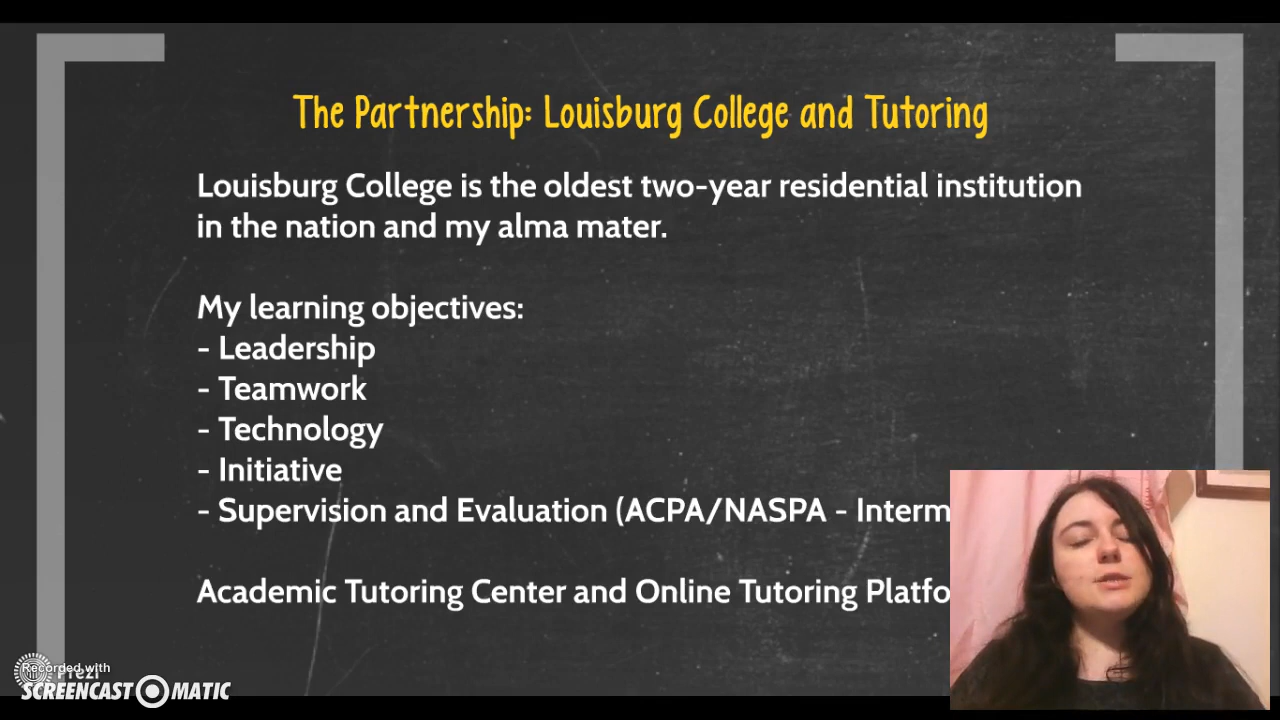 The Partnership: Louisburg College and Tutoring
Louisburg College is the oldest two-year residential institution
in the nation and my alma mater.
My learning objectives:
- Leadership
- Teamwork
- Technology
- Initiative
- Supervision and Evaluation (ACPA/NASPA - Interm
Academic Tutoring Center and Online Tutoring Platfo
Recorded with
Prezi
SCREENCAST-O-MATIC